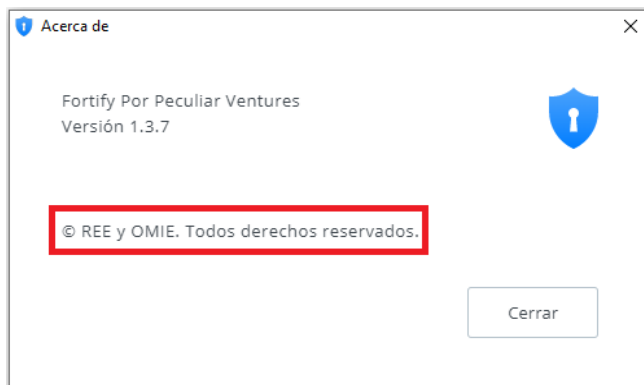 Acerca de
Fortify Por Peculiar Ventures
Versión 1.3.7
© REE y OMIE. Todos derechos reservados.
Cerrar